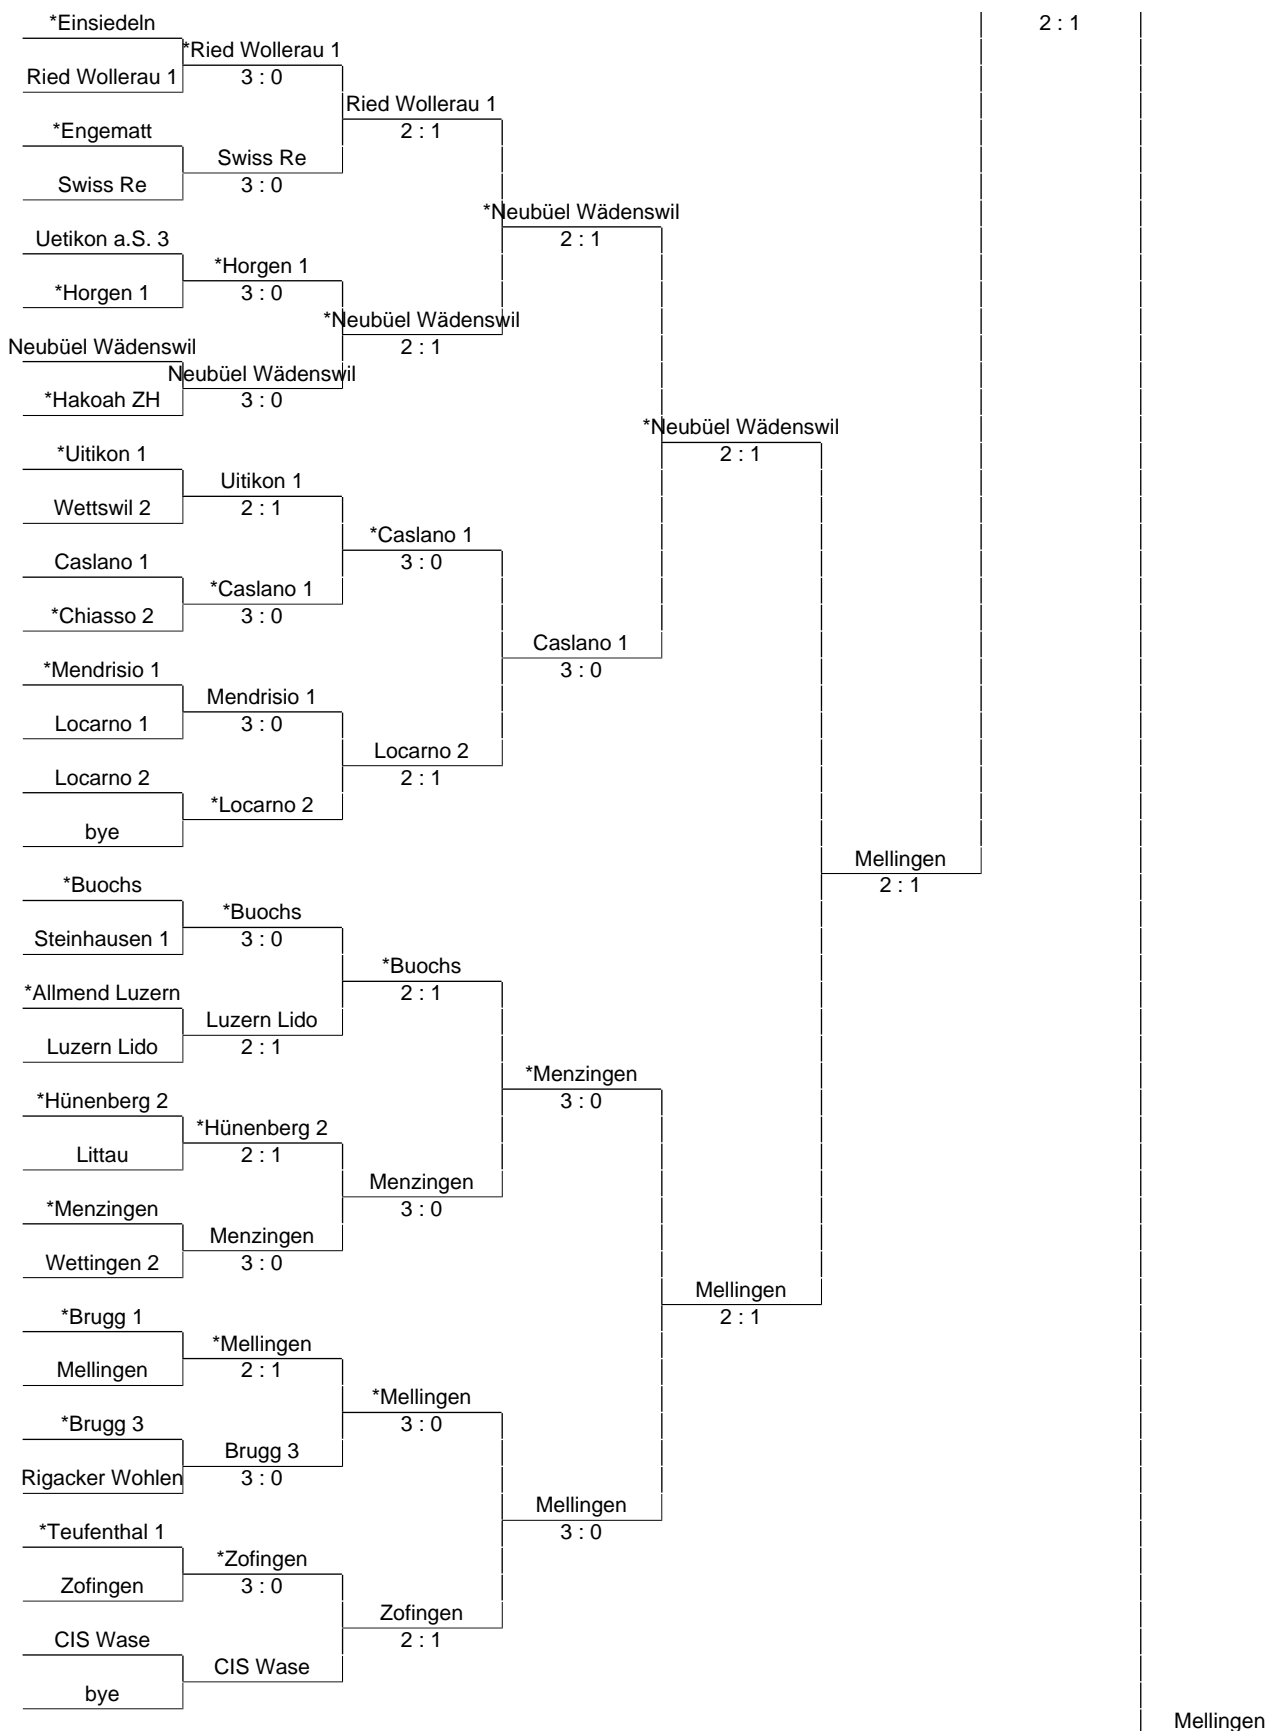 *Einsiedeln
2 : 1
*Ried Wollerau 1
Ried Wollerau 1
3 : 0
Ried Wollerau 1
*Engematt
2 : 1
Swiss Re
Swiss Re
3 : 0
*Neubüel Wädenswil
Uetikon a.S. 3
2 : 1
*Horgen 1
*Horgen 1
3 : 0
*Neubüel Wädenswil
Neubüel Wädenswil
2 : 1
Neubüel Wädenswil
*Hakoah ZH
3 : 0
*Neubüel Wädenswil
*Uitikon 1
2 : 1
Uitikon 1
Wettswil 2
2 : 1
*Caslano 1
Caslano 1
3 : 0
*Caslano 1
*Chiasso 2
3 : 0
Caslano 1
*Mendrisio 1
3 : 0
Mendrisio 1
Locarno 1
3 : 0
Locarno 2
Locarno 2
2 : 1
*Locarno 2
bye
Mellingen
*Buochs
2 : 1
*Buochs
Steinhausen 1
3 : 0
*Buochs
*Allmend Luzern
2 : 1
Luzern Lido
Luzern Lido
2 : 1
*Menzingen
*Hünenberg 2
3 : 0
*Hünenberg 2
Littau
2 : 1
Menzingen
*Menzingen
3 : 0
Menzingen
Wettingen 2
3 : 0
Mellingen
*Brugg 1
2 : 1
*Mellingen
Mellingen
2 : 1
*Mellingen
*Brugg 3
3 : 0
Brugg 3
Rigacker Wohlen
3 : 0
Mellingen
*Teufenthal 1
3 : 0
*Zofingen
Zofingen
3 : 0
Zofingen
CIS Wase
2 : 1
CIS Wase
bye
Mellingen